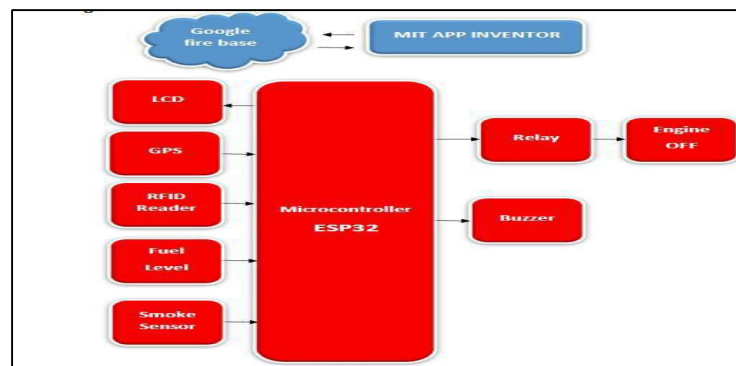 Google
fire base
MIT APP INVENTOR
LCD
GPS
RFID
Reader
Fuel
Level
Smoke
Sensor
Microcontroller
ESP32
Relay
Engine
OFF
Buzzer